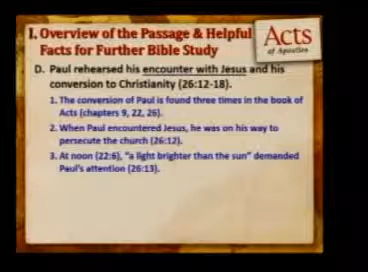 I. Overview of the Passage & Helpful
Facts for Further Bible Study
Acts
of Apostles
D. Paul rehearsed his encounter with Jesus and his
conversion to Christianity (26:12-18).
1. The conversion of Paul is found three times in the book of
Acts (chapters 9, 22, 26).
2. When Paul encountered Jesus, he was on his way to
persecute the church (26:12).
3. At noon (22:6), "a light brighter than the sun" demanded
Paul's attention (26:13).